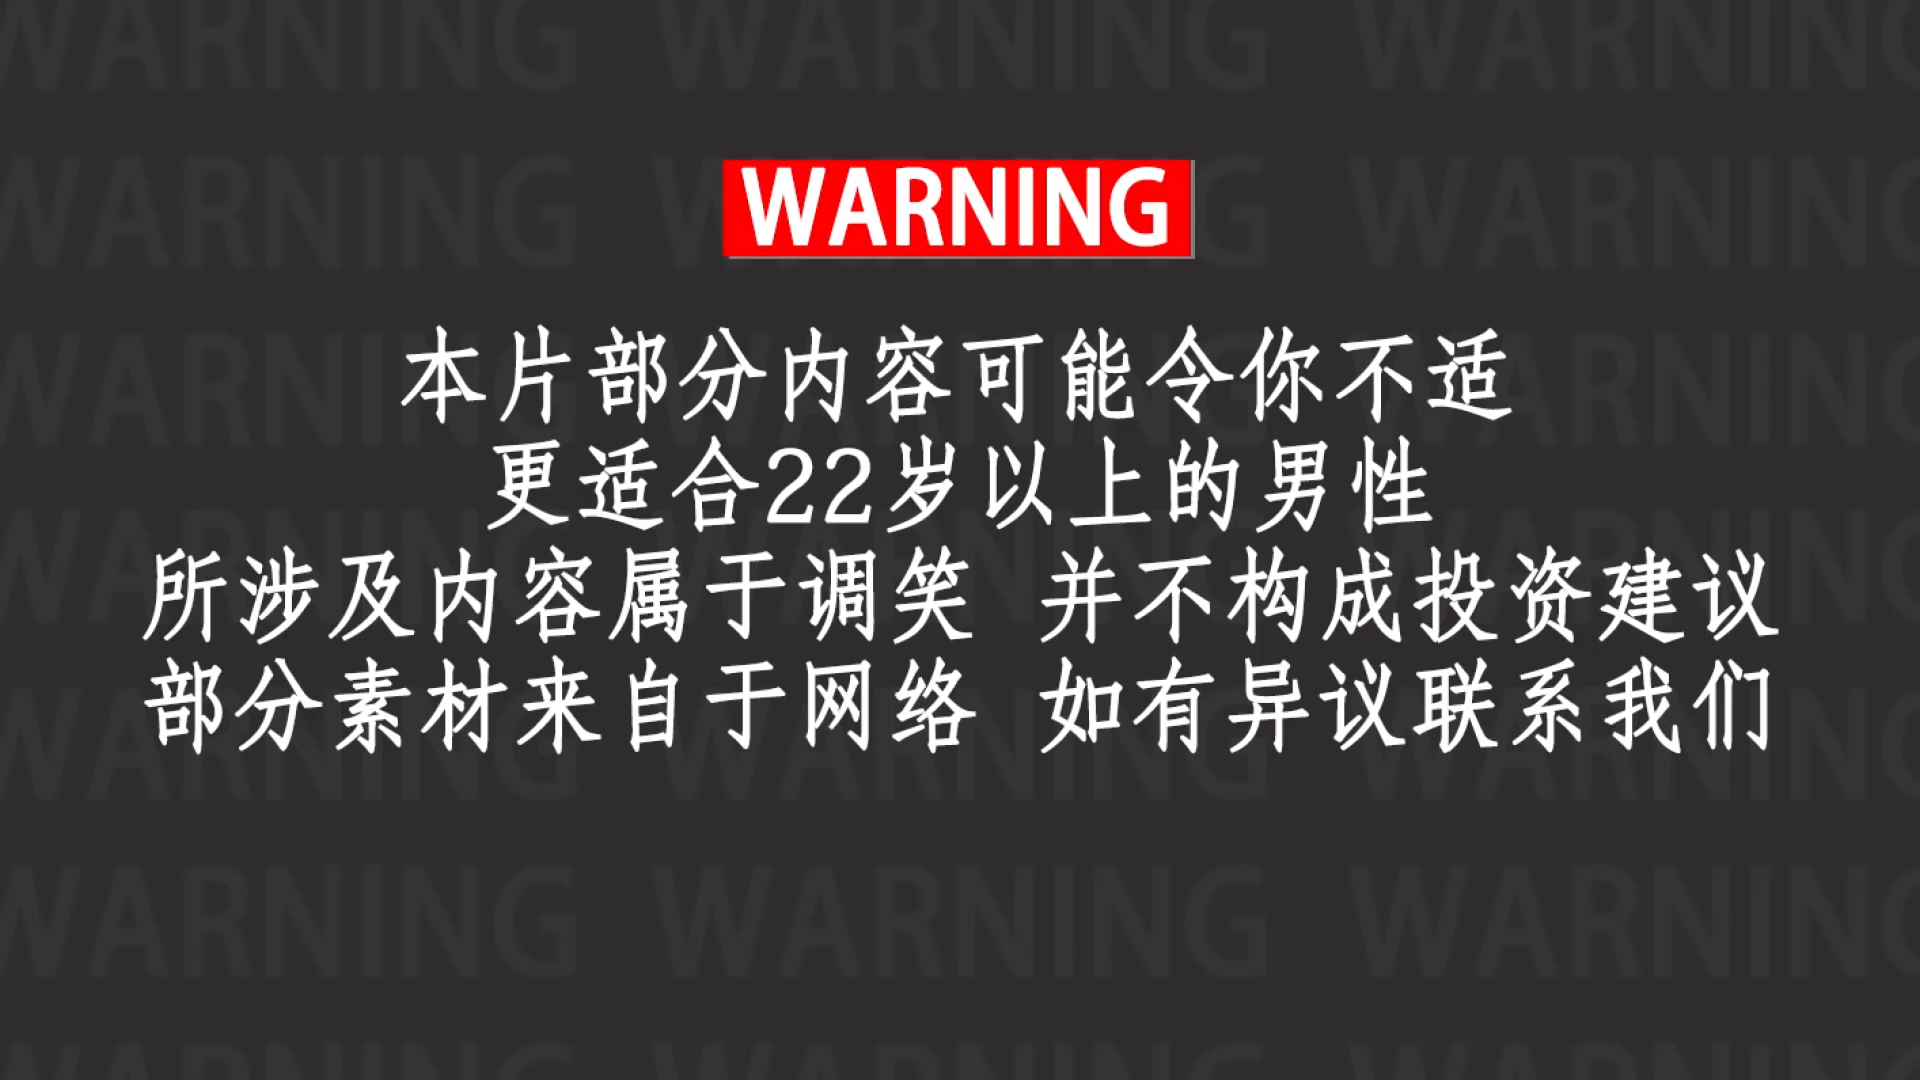 WARNING
本片部分内容可能令你不适
更适合22岁以上的男性
所涉及内容属于调笑 并不构成投资建议
部分素材来自于网络 如有异议联系我们